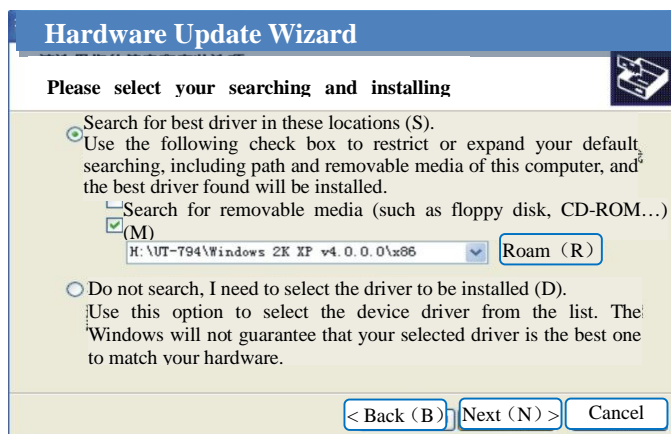 Hardware Update Wizard
Please select your searching and installing
Search for best driver in these locations (S).
Use the following check box to restrict or expand your default
searching, including path and removable media of this computer, and
the best driver found will be installed.
Search for removable media (such as floppy disk, CD-ROM…)
(M)
H:\UT-794\Windows 2K XP v4.0.0.0\x86
Roam（R）
Do not search, I need to select the driver to be installed (D).
Use this option to select the device driver from the list. The
Windows will not guarantee that your selected driver is the best one
to match your hardware.
< Back（B） Next（N）> Cancel